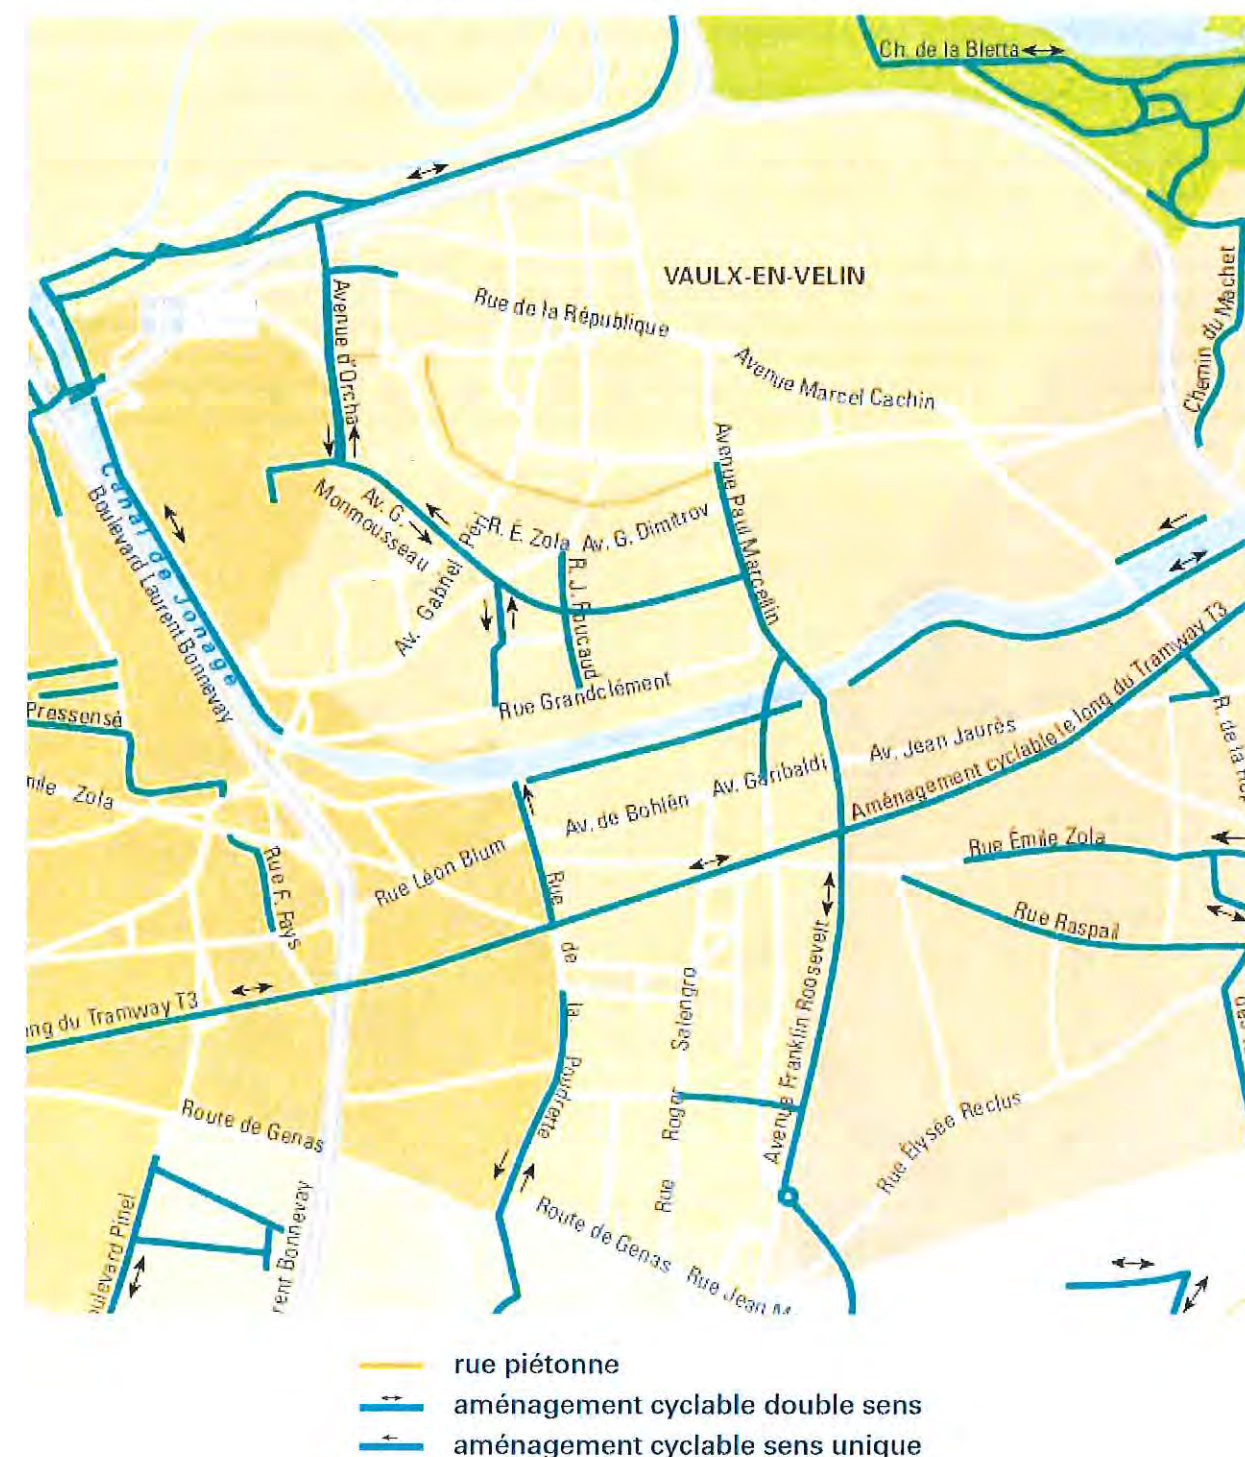 Ch. de la Bletta
VAULX-EN-VELIN
Rue de la République
Avenue d'Orcha
Chemin du Machet
Avenue Marcel Cachin
Canal de Jonage
Boulevard Laurent Bonnevay
Av. G.
Monmousseau
Av. Gabriel Péri
R. É. Zola
Av. G. Dimitrov
Avenue Paul Marcellin
R. J. Foucaud
Rue Grandclément
Pressensé
Zola
Av. Jean Jaurès
Aménagement cyclable le long du Tramway T3
Av. Garibaldi
Av. de Bohlën
R. de la
Rue Émile Zola
Rue Léon Blum
Rue F. Pays
Rue Raspail
Rue de la Poudrette
ng du Tramway T3
Rue Roger Salengro
Avenue Franklin Roosevelt
Route de Genas
Rue Élysée Reclus
oulevard Pinel
rent Bonnevay
Route de Genas
Rue Jean M
rue piétonne
aménagement cyclable double sens
aménagement cyclable sens unique